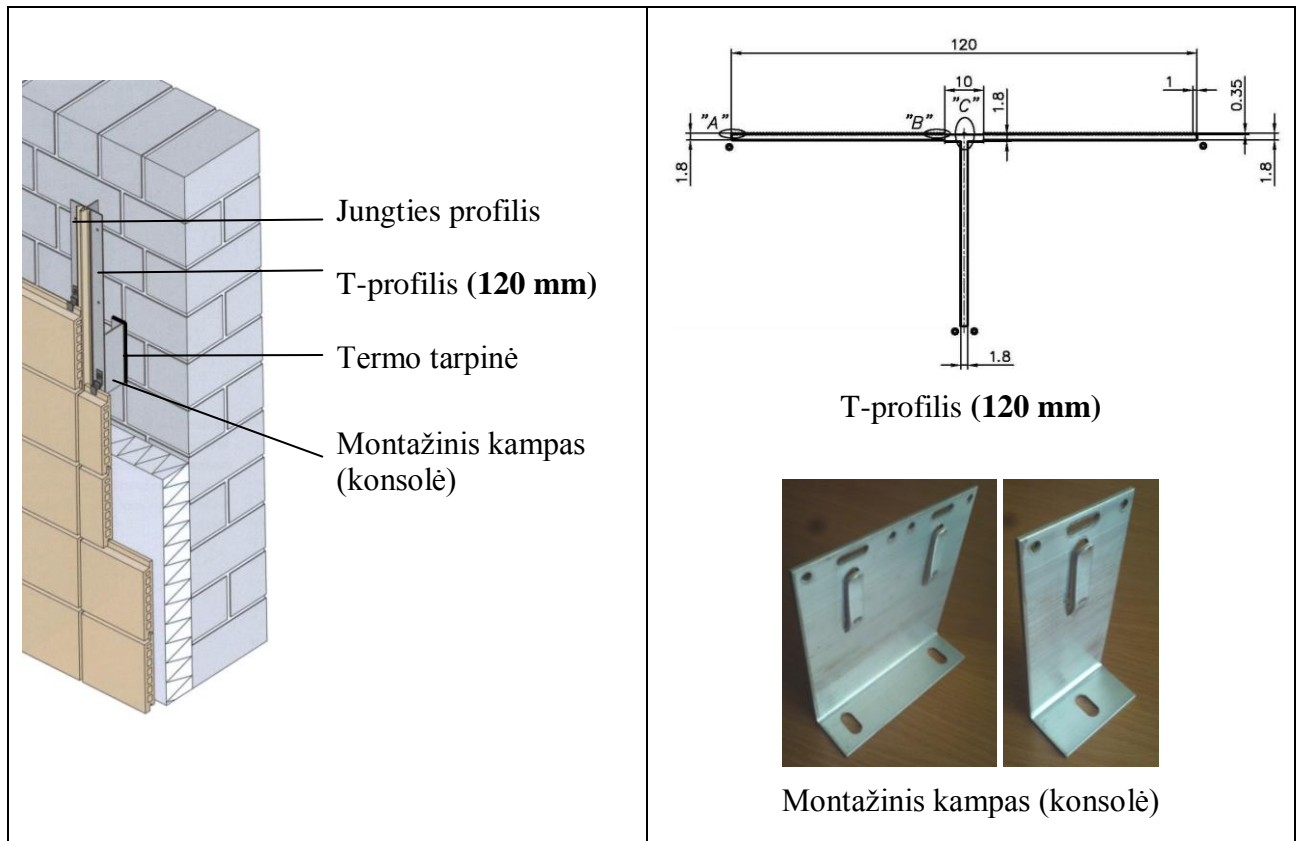 Jungties profilis
T-profilis (120 mm)
Termo tarpinė
Montažinis kampas
(konsolė)
120
10
1
"C"
1.8
0.35
"A"
"B"
1.8
1.8
1.8
T-profilis (120 mm)
Montažinis kampas (konsolė)